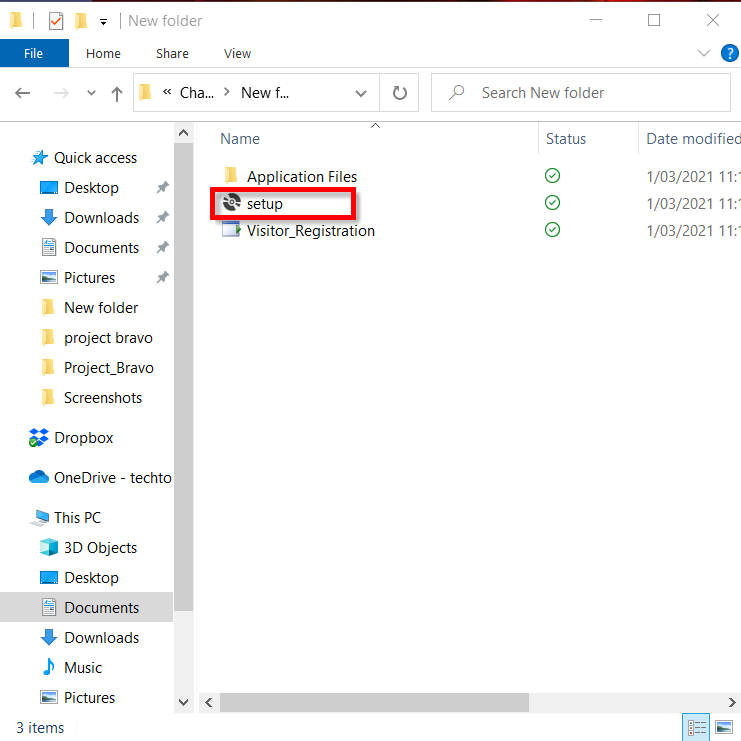 New folder
File Home Share View
?
« Cha... > New f... Search New folder
Name Status Date modified
Application Files 1/03/2021 11:1
setup 1/03/2021 11:1
Visitor_Registration 1/03/2021 11:1
Quick access
Desktop
Downloads
Documents
Pictures
New folder
project bravo
Project_Bravo
Screenshots
Dropbox
OneDrive - techto
This PC
3D Objects
Desktop
Documents
Downloads
Music
Pictures
3 items